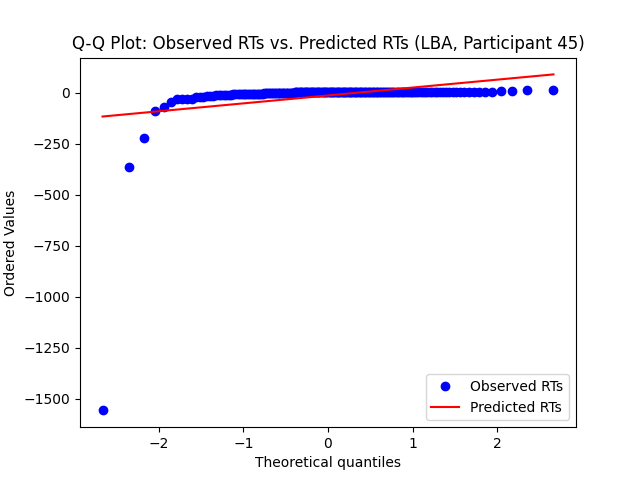 Q-Q Plot: Observed RTs vs. Predicted RTs (LBA, Participant 45)
Ordered Values
0
−250
−500
−750
−1000
−1250
−1500
−2
−1
0
1
2
Theoretical quantiles
Observed RTs
Predicted RTs